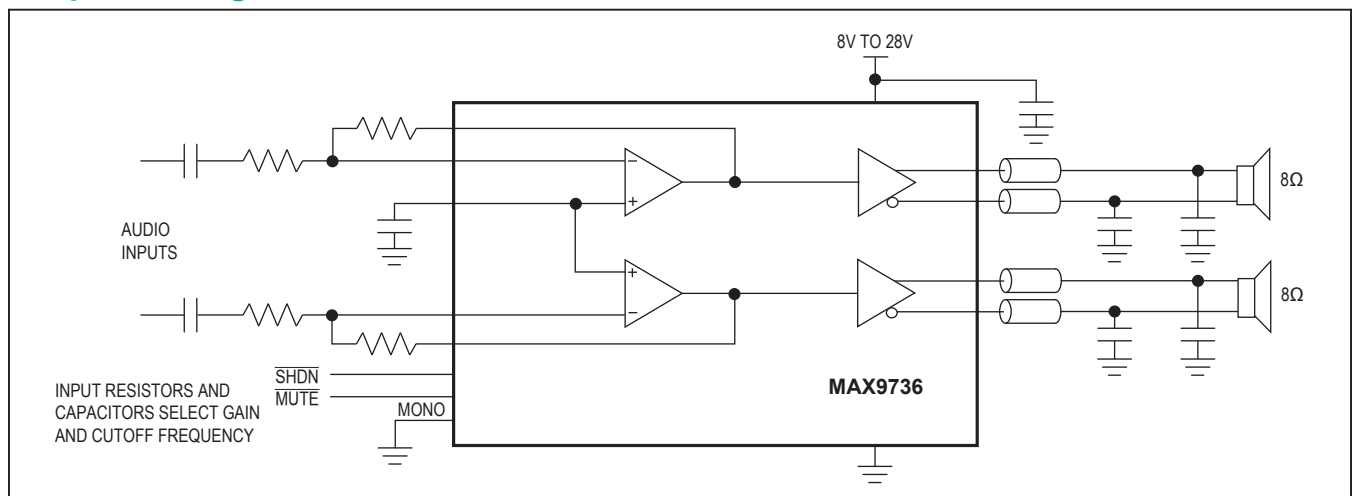 8V TO 28V
8Ω
AUDIO
INPUTS
−
+
+
−
8Ω
SHDN
MUTE
MONO
MAX9736
INPUT RESISTORS AND
CAPACITORS SELECT GAIN
AND CUTOFF FREQUENCY